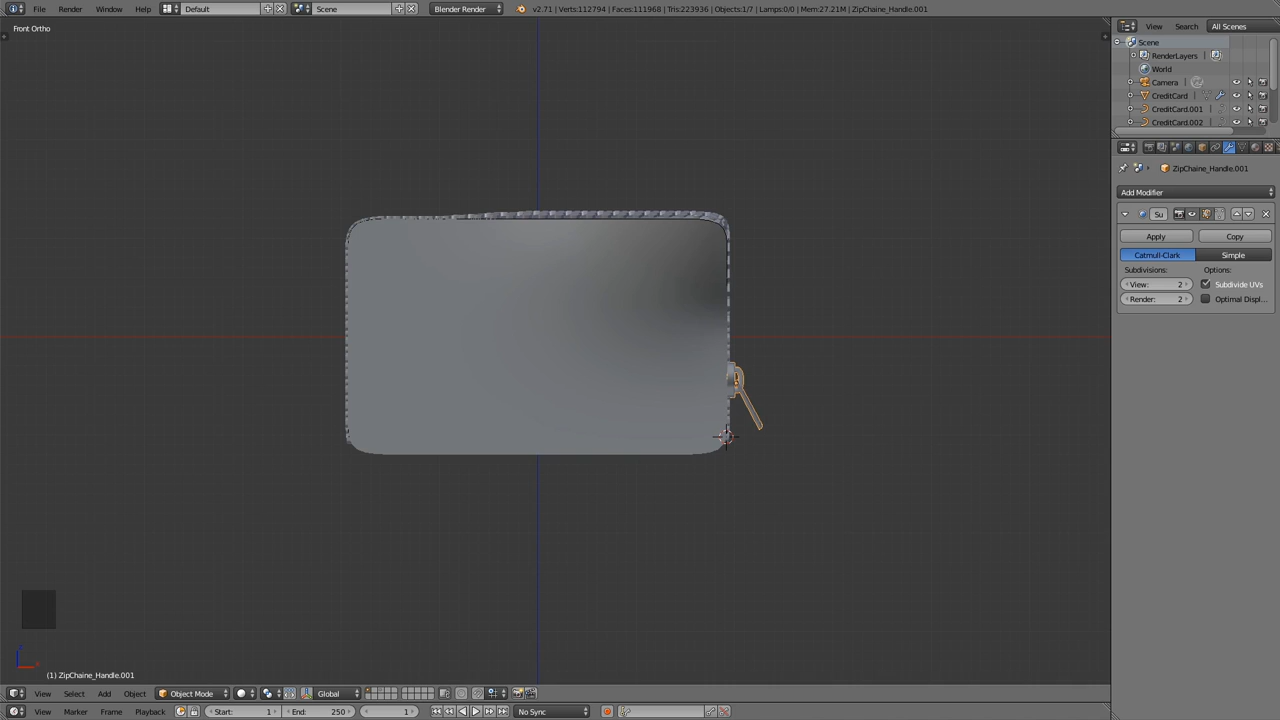 File Render Window Help Default Scene Blender Render v2.71 | Verts:112794 | Faces:111968 | Tris:223936 | Objects:1/7 | Lamps:0/0 | Mem:27.21M | ZipChaine_Handle.001
View Search All Scenes
Front Ortho
Scene
RenderLayers
World
Camera
CreditCard
CreditCard.001
CreditCard.002
ZipChaine_Handle.001
Add Modifier
Su
Apply Copy
Catmull-Clark Simple
Subdivisions: Options:
View: 2 Subdivide UVs
Render: 2 Optimal Displ...
(1) ZipChaine_Handle.001
View Select Add Object Object Mode Global
View Marker Frame Playback Start: 1 End: 250 1 No Sync